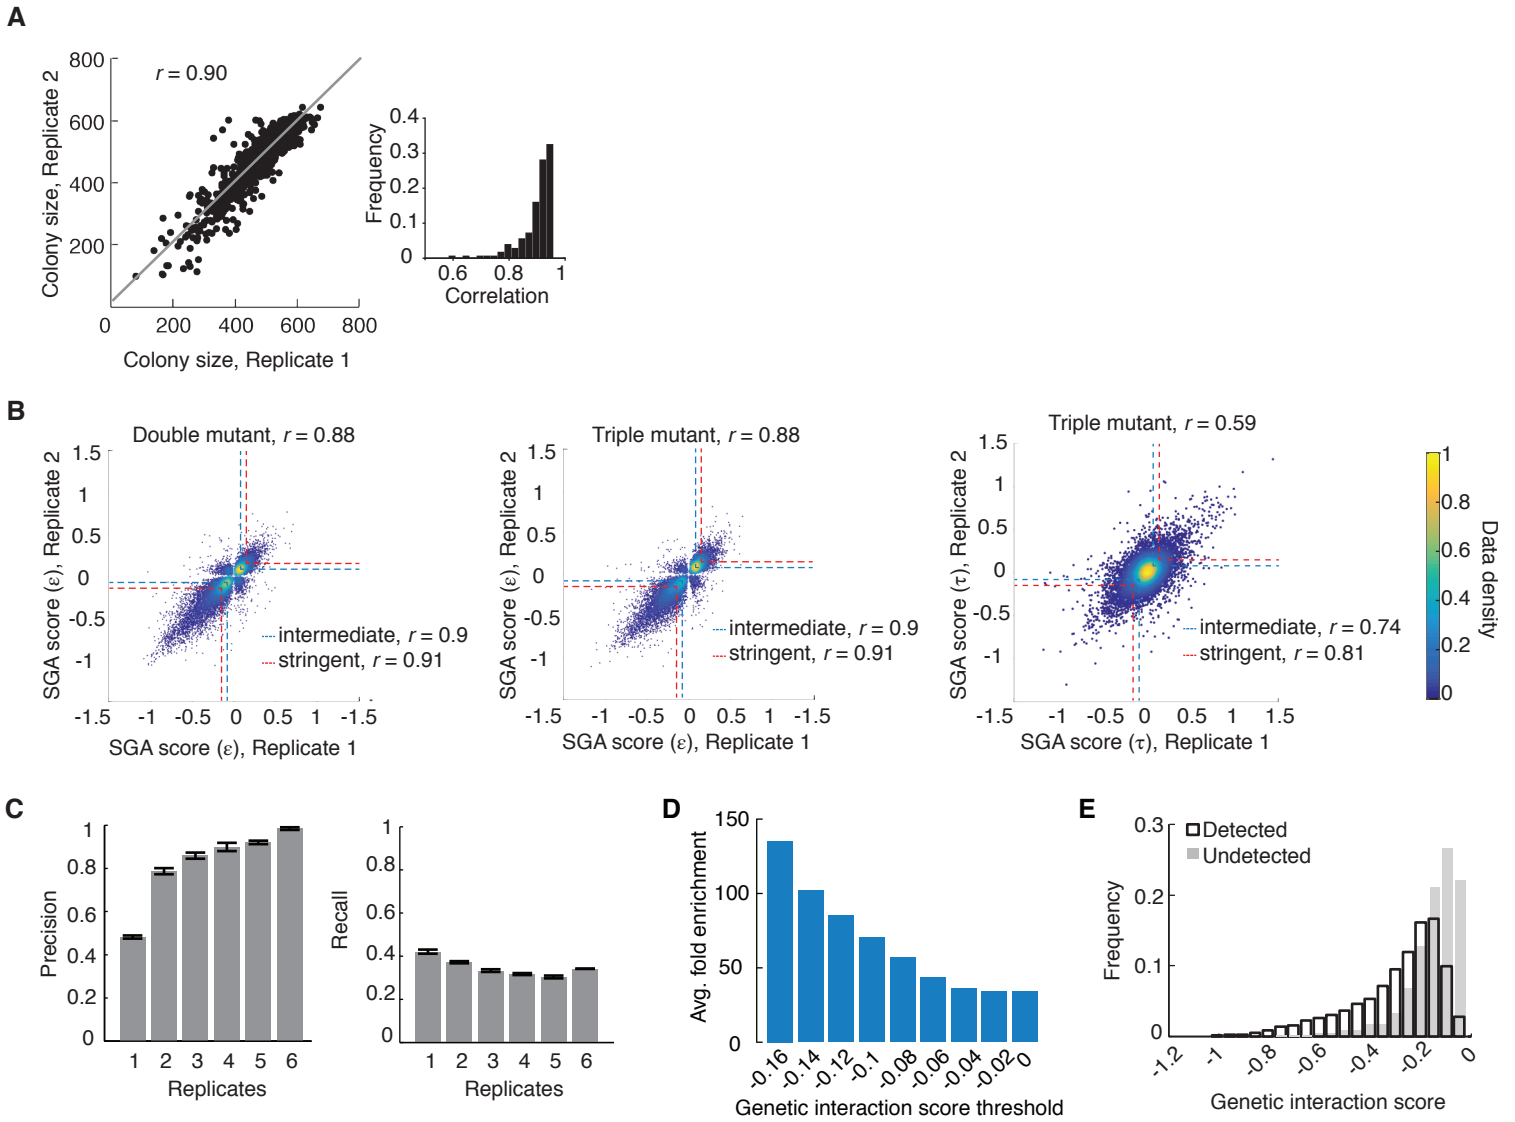 A
r = 0.90
800
600
400
200
0
200
400
600
800
Colony size, Replicate 2
Colony size, Replicate 1
0.4
0.3
0.2
0.1
0
0.6
0.8
1
Frequency
Correlation
B
Double mutant, r = 0.88
1.5
1
0.5
0
-0.5
-1
-1.5
-1
-0.5
0
0.5
1
-1.5
SGA score (ε), Replicate 2
SGA score (ε), Replicate 1
intermediate, r = 0.9
stringent, r = 0.91
Triple mutant, r = 0.88
1.5
1
0.5
0
-0.5
-1
-1.5
-1
-0.5
0
0.5
1
1.5
SGA score (ε), Replicate 2
SGA score (ε), Replicate 1
intermediate, r = 0.9
stringent, r = 0.91
Triple mutant, r = 0.59
1.5
1
0.5
0
-0.5
-1
-1.5
-1
-0.5
0
0.5
1
1.5
SGA score (τ), Replicate 2
SGA score (τ), Replicate 1
intermediate, r = 0.74
stringent, r = 0.81
1
0.8
0.6
0.4
0.2
0
Data density
C
1
0.8
0.6
0.4
0.2
0
Precision
1 2 3 4 5 6
Replicates
1
0.8
0.6
0.4
0.2
0
Recall
1 2 3 4 5 6
Replicates
D
150
100
50
0
Avg. fold enrichment
-0.16
-0.14
-0.12
-0.1
-0.08
-0.06
-0.04
-0.02
0
Genetic interaction score threshold
E
Detected
Undetected
0.3
0.2
0.1
0
Frequency
-1.2
-1
-0.8
-0.6
-0.4
-0.2
0
Genetic interaction score